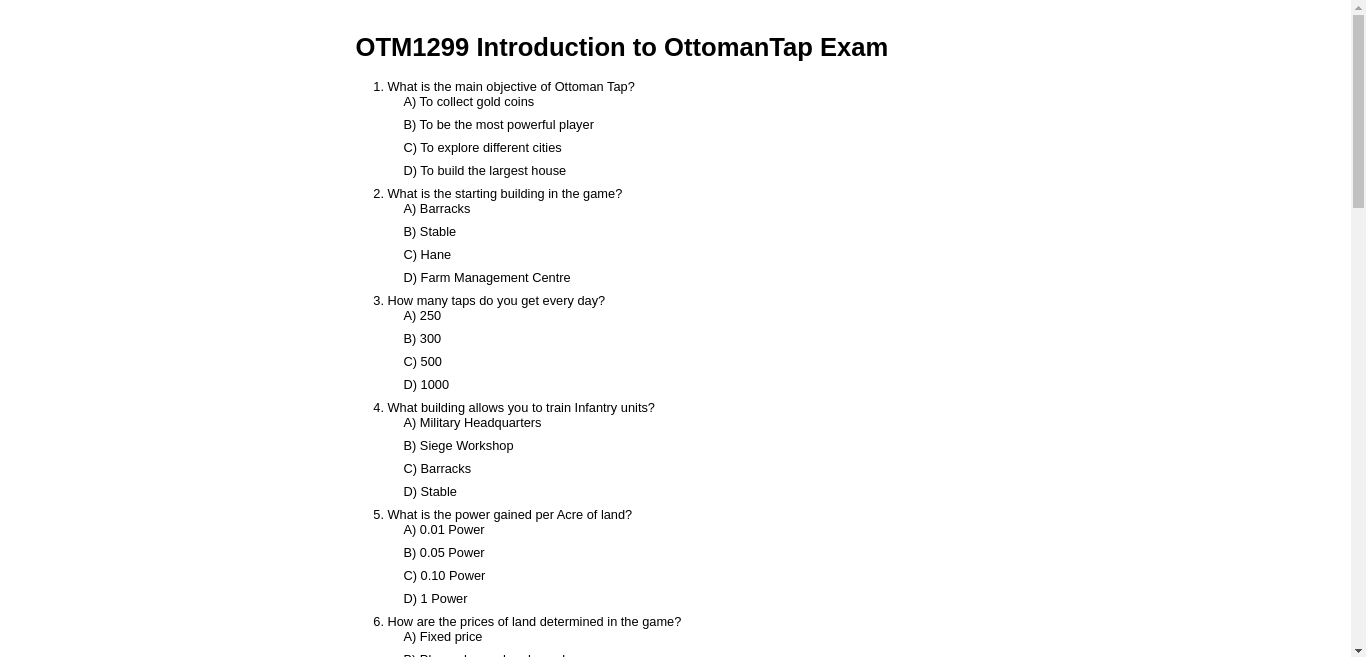 OTM1299 Introduction to OttomanTap Exam
1. What is the main objective of Ottoman Tap?
A) To collect gold coins
B) To be the most powerful player
C) To explore different cities
D) To build the largest house
2. What is the starting building in the game?
A) Barracks
B) Stable
C) Hane
D) Farm Management Centre
3. How many taps do you get every day?
A) 250
B) 300
C) 500
D) 1000
4. What building allows you to train Infantry units?
A) Military Headquarters
B) Siege Workshop
C) Barracks
D) Stable
5. What is the power gained per Acre of land?
A) 0.01 Power
B) 0.05 Power
C) 0.10 Power
D) 1 Power
6. How are the prices of land determined in the game?
A) Fixed price